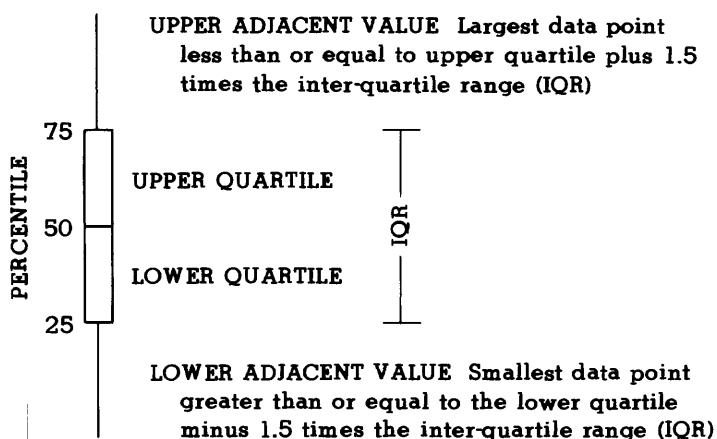 UPPER ADJACENT VALUE Largest data point
less than or equal to upper quartile plus 1.5
times the inter-quartile range (IQR)
75
UPPER QUARTILE
PERCENTILE
50
IQR
LOWER QUARTILE
25
LOWER ADJACENT VALUE Smallest data point
greater than or equal to the lower quartile
minus 1.5 times the inter-quartile range (IQR)